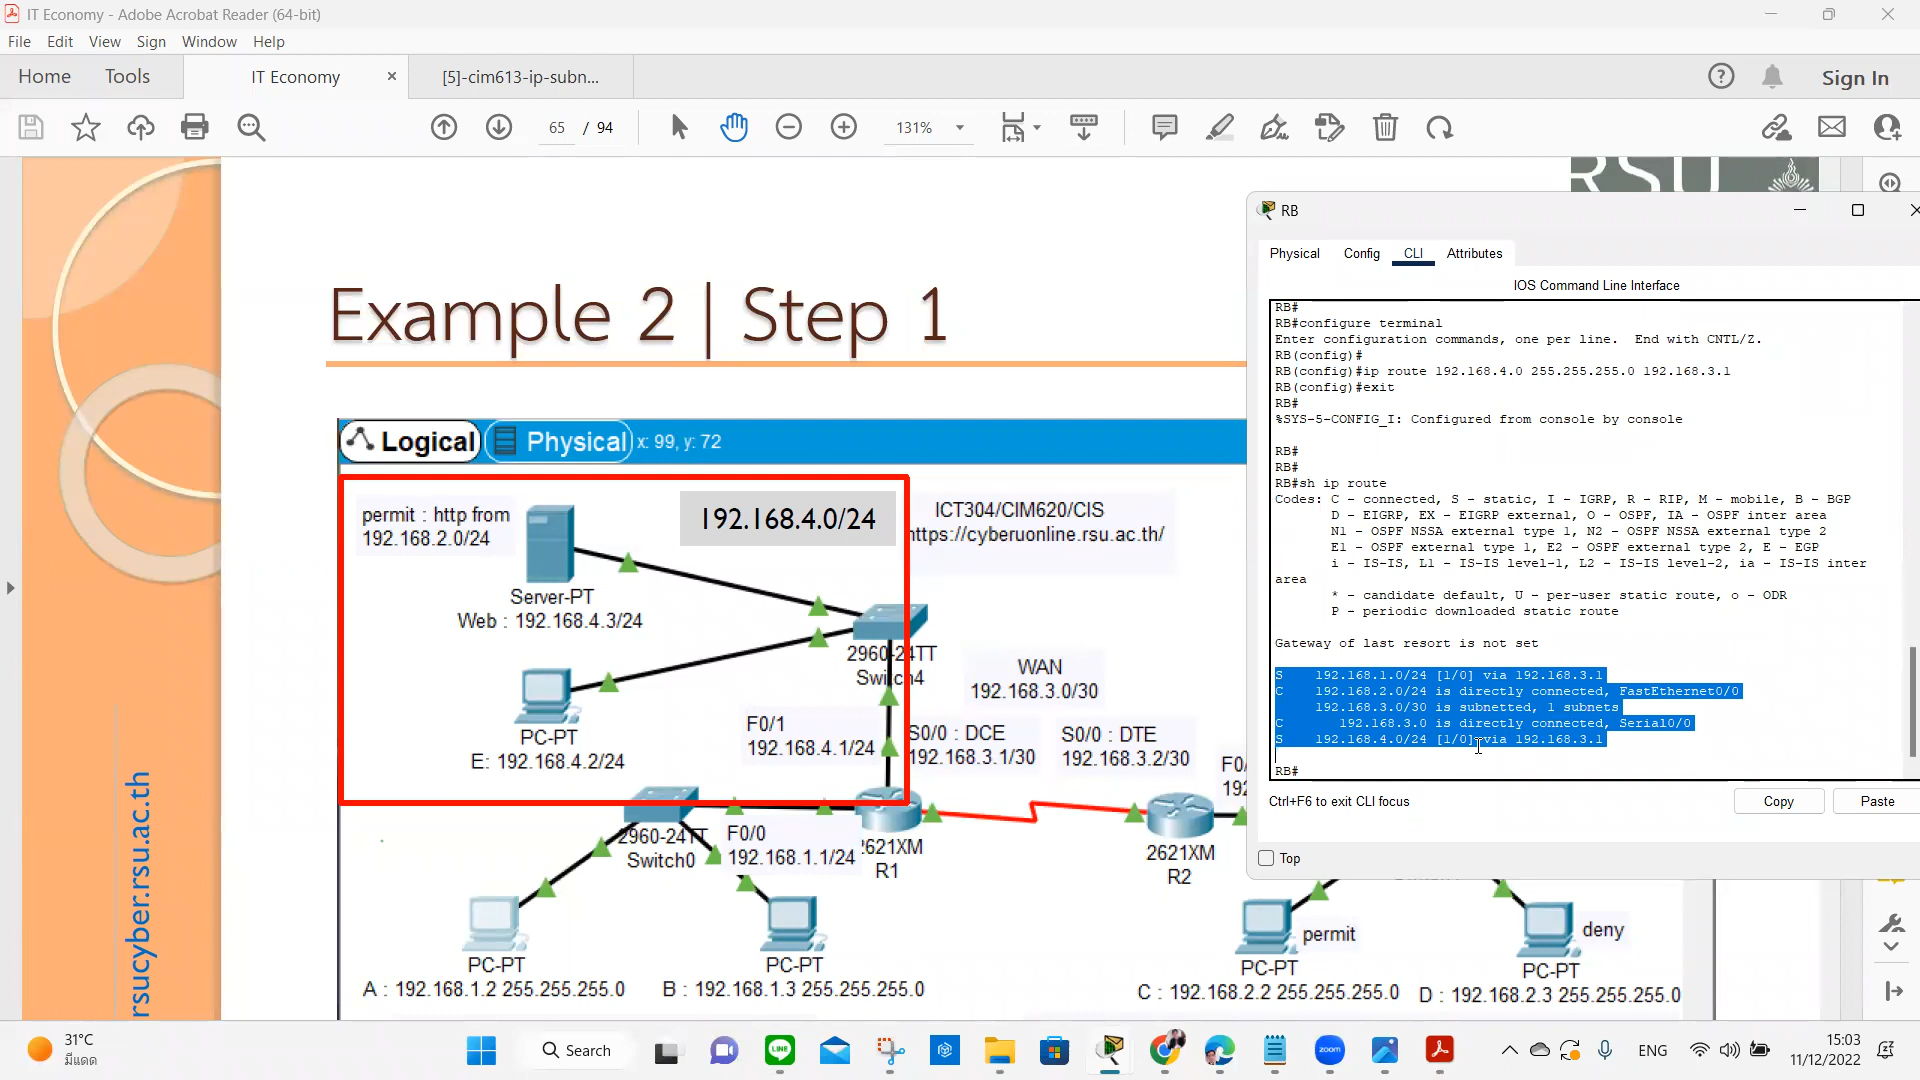 IT Economy - Adobe Acrobat Reader (64-bit)
File Edit View Sign Window Help
Home Tools IT Economy × [5]-cim613-ip-subn... Sign In
65 / 94 131%
RSU
Example 2 | Step 1
Logical Physical x: 99, y: 72
permit : http from
192.168.2.0/24
192.168.4.0/24
ICT304/CIM620/CIS
https://cyberuonline.rsu.ac.th/
Server-PT
Web : 192.168.4.3/24
2960-24TT
Switch4
WAN
192.168.3.0/30
PC-PT
E: 192.168.4.2/24
F0/1
192.168.4.1/24
S0/0 : DCE
192.168.3.1/30
S0/0 : DTE
192.168.3.2/30
F0/
192
2960-24TT
Switch0
F0/0
192.168.1.1/24
2621XM
R1
2621XM
R2
permit
deny
PC-PT
A : 192.168.1.2 255.255.255.0
PC-PT
B : 192.168.1.3 255.255.255.0
PC-PT
C : 192.168.2.2 255.255.255.0
PC-PT
D : 192.168.2.3 255.255.255.0
rsucyber.rsu.ac.th
RB
Physical Config CLI Attributes
IOS Command Line Interface
RB#
RB#configure terminal
Enter configuration commands, one per line.  End with CNTL/Z.
RB(config)#
RB(config)#ip route 192.168.4.0 255.255.255.0 192.168.3.1
RB(config)#exit
RB#
%SYS-5-CONFIG_I: Configured from console by console
RB#
RB#
RB#sh ip route
Codes: C - connected, S - static, I - IGRP, R - RIP, M - mobile, B - BGP
D - EIGRP, EX - EIGRP external, O - OSPF, IA - OSPF inter area
N1 - OSPF NSSA external type 1, N2 - OSPF NSSA external type 2
E1 - OSPF external type 1, E2 - OSPF external type 2, E - EGP
i - IS-IS, L1 - IS-IS level-1, L2 - IS-IS level-2, ia - IS-IS inter
area
* - candidate default, U - per-user static route, o - ODR
P - periodic downloaded static route
Gateway of last resort is not set
S 192.168.1.0/24 [1/0] via 192.168.3.1
C 192.168.2.0/24 is directly connected, FastEthernet0/0
192.168.3.0/30 is subnetted, 1 subnets
C 192.168.3.0 is directly connected, Serial0/0
S 192.168.4.0/24 [1/0] via 192.168.3.1
RB#
Ctrl+F6 to exit CLI focus
Copy Paste
Top
31°C
มีแดด
Search
LINE
zoom
ENG
15:03
11/12/2022